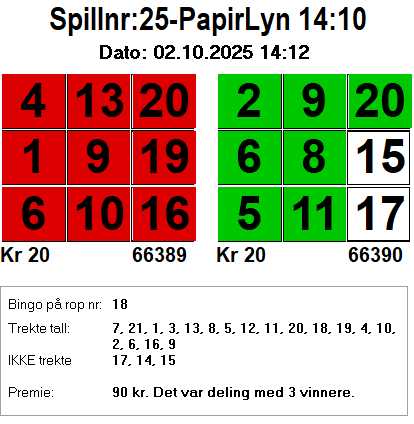 Spillnr:25-PapirLyn 14:10
Dato: 02.10.2025 14:12
4 13 20 2 9 20
1 9 19 6 8 15
6 10 16 5 11 17
Kr 20 66389 Kr 20 66390
Bingo på rop nr: 18
Trekte tall: 7, 21, 1, 3, 13, 8, 5, 12, 11, 20, 18, 19, 4, 10,
2, 6, 16, 9
IKKE trekte 17, 14, 15
Premie: 90 kr. Det var deling med 3 vinnere.